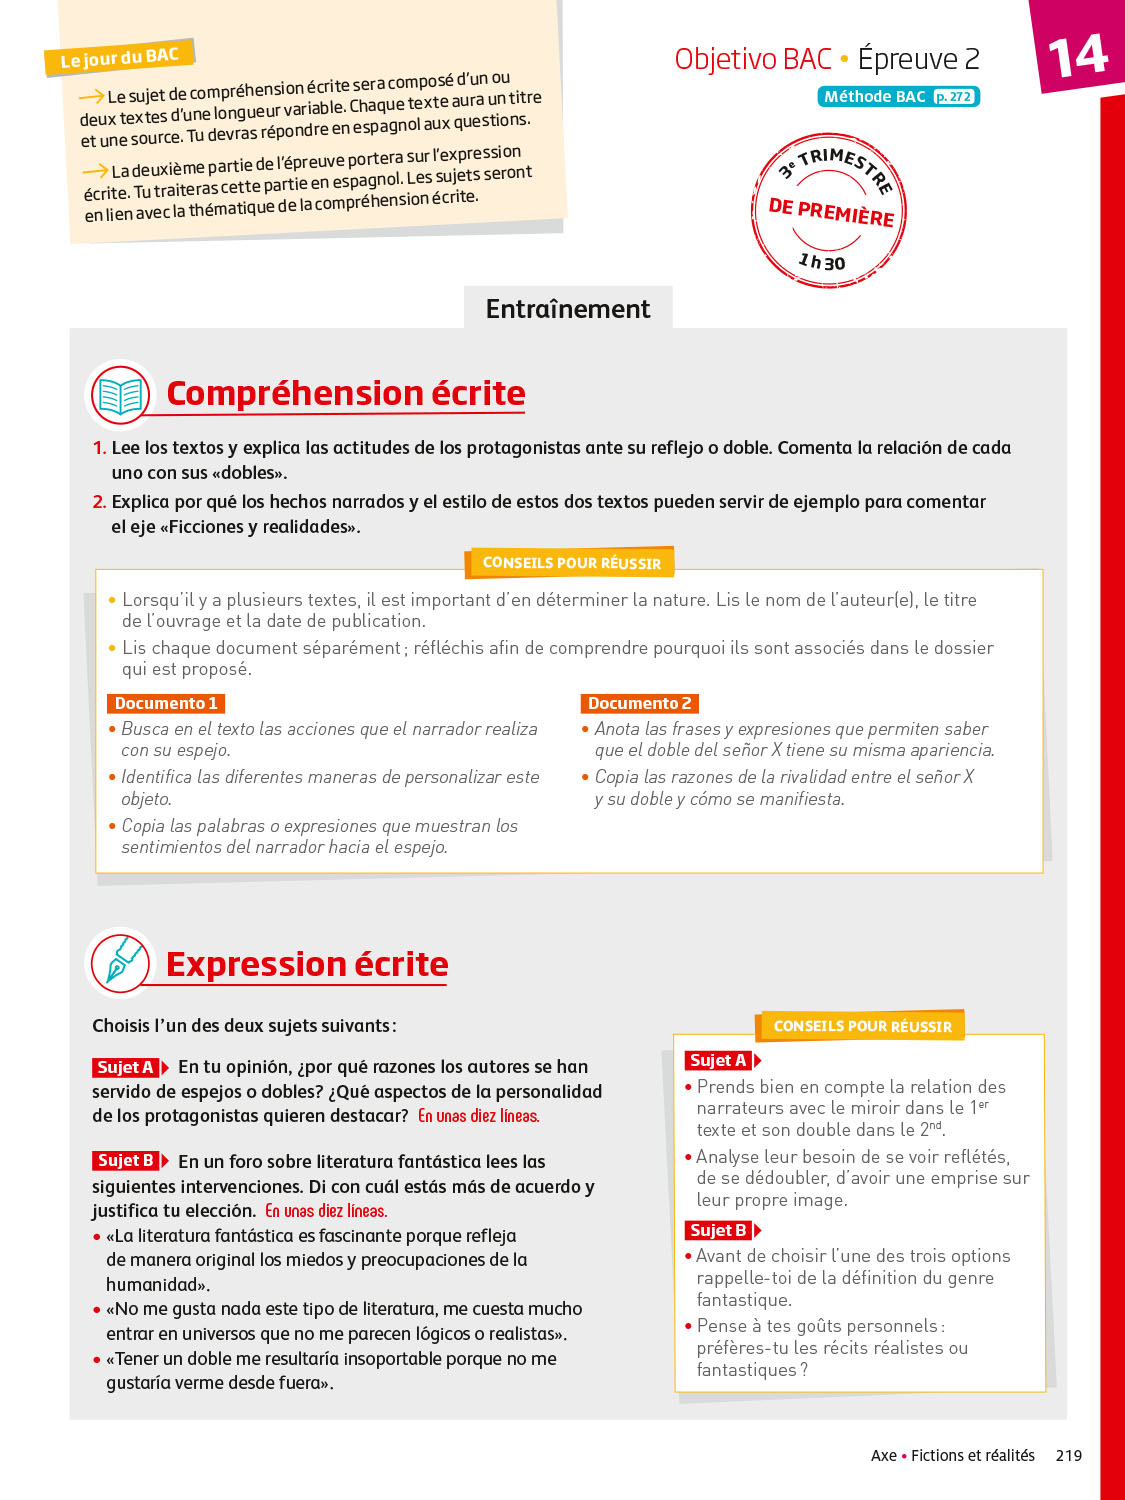 Le jour du BAC
→ Le sujet de compréhension écrite sera composé d'un ou
deux textes d'une longueur variable. Chaque texte aura un titre
et une source. Tu devras répondre en espagnol aux questions.
→ La deuxième partie de l'épreuve portera sur l'expression
écrite. Tu traiteras cette partie en espagnol. Les sujets seront
en lien avec la thématique de la compréhension écrite.
Objetivo BAC • Épreuve 2
Méthode BAC p. 272
14
3e TRIMESTRE
DE PREMIÈRE
1 h 30
Entraînement
Compréhension écrite
1. Lee los textos y explica las actitudes de los protagonistas ante su reflejo o doble. Comenta la relación de cada
uno con sus «dobles».
2. Explica por qué los hechos narrados y el estilo de estos dos textos pueden servir de ejemplo para comentar
el eje «Ficciones y realidades».
CONSEILS POUR RÉUSSIR
• Lorsqu'il y a plusieurs textes, il est important d'en déterminer la nature. Lis le nom de l'auteur(e), le titre
de l'ouvrage et la date de publication.
• Lis chaque document séparément ; réfléchis afin de comprendre pourquoi ils sont associés dans le dossier
qui est proposé.
Documento 1
• Busca en el texto las acciones que el narrador realiza
con su espejo.
• Identifica las diferentes maneras de personalizar este
objeto.
• Copia las palabras o expresiones que muestran los
sentimientos del narrador hacia el espejo.
Documento 2
• Anota las frases y expresiones que permiten saber
que el doble del señor X tiene su misma apariencia.
• Copia las razones de la rivalidad entre el señor X
y su doble y cómo se manifiesta.
Expression écrite
Choisis l'un des deux sujets suivants :
Sujet A En tu opinión, ¿por qué razones los autores se han
servido de espejos o dobles? ¿Qué aspectos de la personalidad
de los protagonistas quieren destacar? En unas diez líneas.
Sujet B En un foro sobre literatura fantástica lees las
siguientes intervenciones. Di con cuál estás más de acuerdo y
justifica tu elección. En unas diez líneas.
• «La literatura fantástica es fascinante porque refleja
de manera original los miedos y preocupaciones de la
humanidad».
• «No me gusta nada este tipo de literatura, me cuesta mucho
entrar en universos que no me parecen lógicos o realistas».
• «Tener un doble me resultaría insoportable porque no me
gustaría verme desde fuera».
CONSEILS POUR RÉUSSIR
Sujet A
• Prends bien en compte la relation des
narrateurs avec le miroir dans le 1er
texte et son double dans le 2nd.
• Analyse leur besoin de se voir reflétés,
de se dédoubler, d'avoir une emprise sur
leur propre image.
Sujet B
• Avant de choisir l'une des trois options
rappelle-toi de la définition du genre
fantastique.
• Pense à tes goûts personnels :
préfères-tu les récits réalistes ou
fantastiques ?
Axe • Fictions et réalités 219